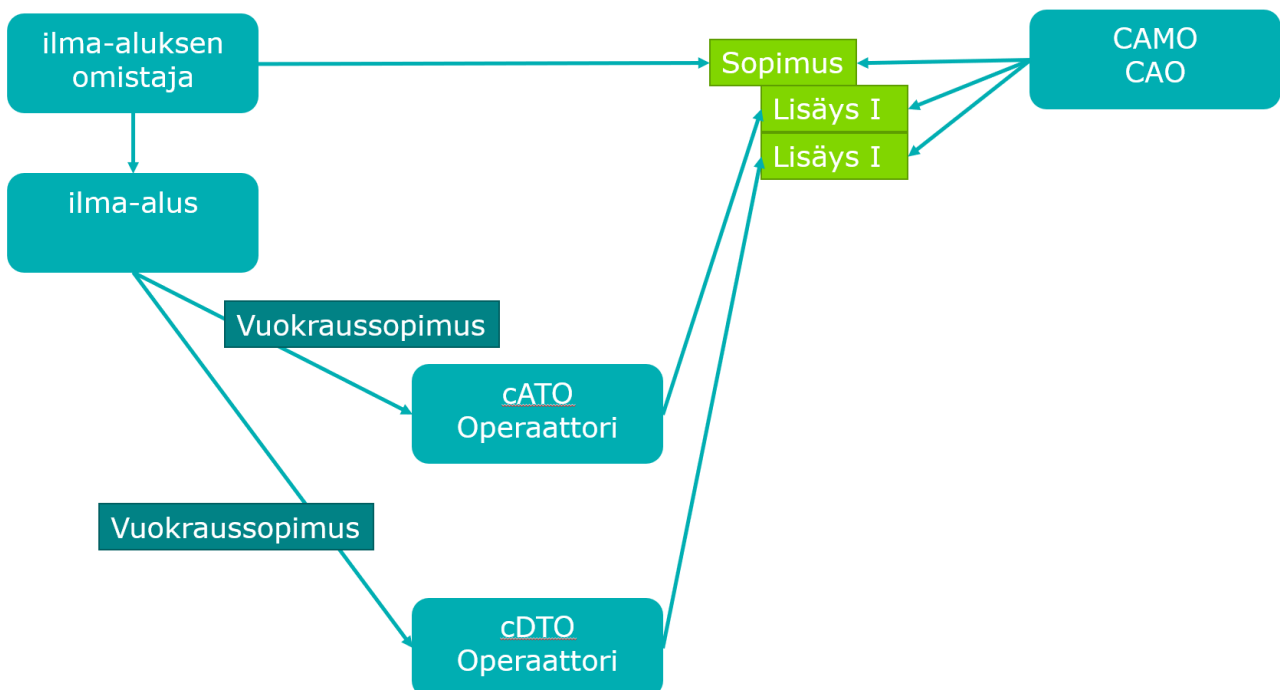 ilma-aluksen
omistaja
Sopimus
CAMO
CAO
Lisäys I
Lisäys I
ilma-alus
Vuokraussopimus
cATO
Operaattori
Vuokraussopimus
cDTO
Operaattori